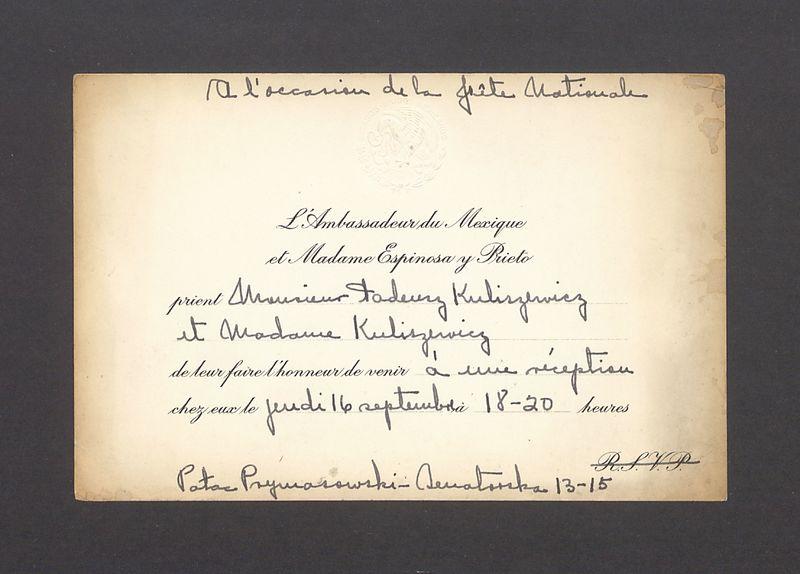 A l'occasion de la fête Nationale
L'Ambassadeur du Mexique
et Madame Espinosa y Prieto
prient Monsieur Tadeusz Kuliszewicz
et Madame Kuliszewicz
de leur faire l'honneur de venir à une réception
chez eux le jeudi 16 septembre à 18-20 heures
R.S.V.P.
Pałac Prymasowski - Senatorska 13-15